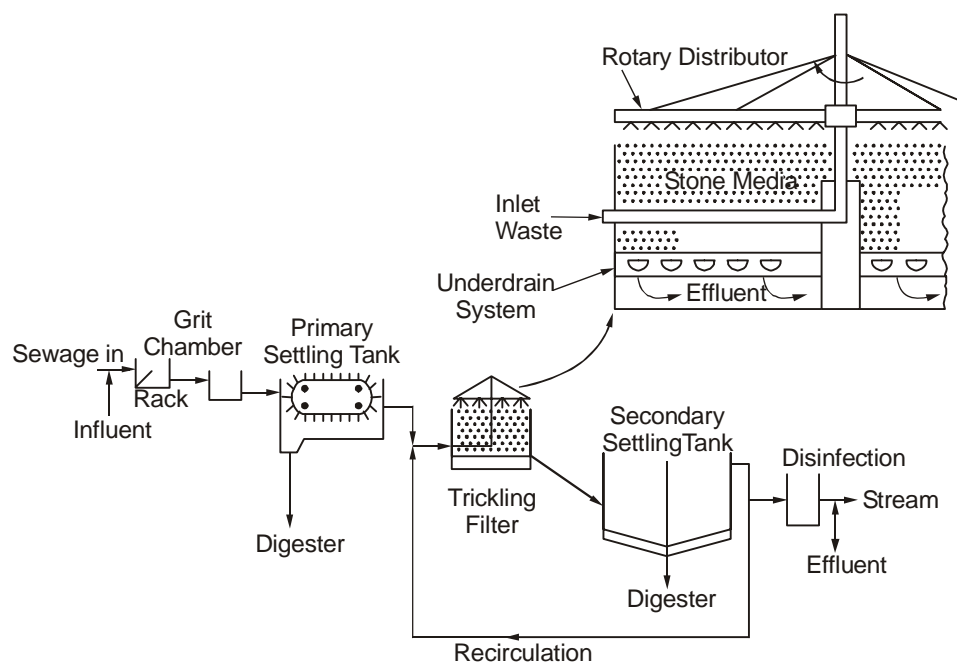 Rotary Distributor
Stone Media
Inlet
Waste
Underdrain
System
Effluent
Grit
Chamber
Primary
Settling Tank
Sewage in
Rack
Influent
Digester
Trickling
Filter
Secondary
SettlingTank
Disinfection
Stream
Effluent
Digester
Recirculation